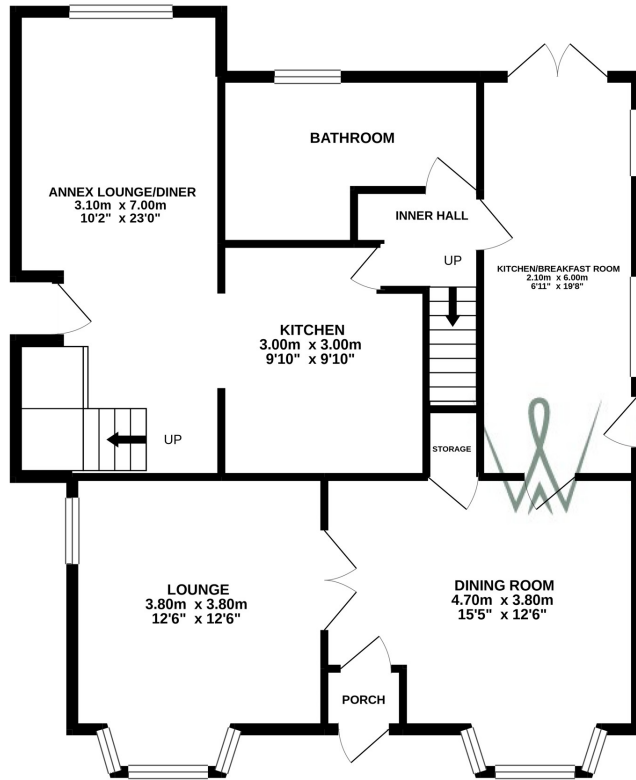 BATHROOM
ANNEX LOUNGE/DINER
3.10m x 7.00m
10'2" x 23'0"
INNER HALL
UP
KITCHEN/BREAKFAST ROOM
2.10m x 6.00m
6'11" x 19'8"
KITCHEN
3.00m x 3.00m
9'10" x 9'10"
UP
STORAGE
LOUNGE
3.80m x 3.80m
12'6" x 12'6"
DINING ROOM
4.70m x 3.80m
15'5" x 12'6"
PORCH